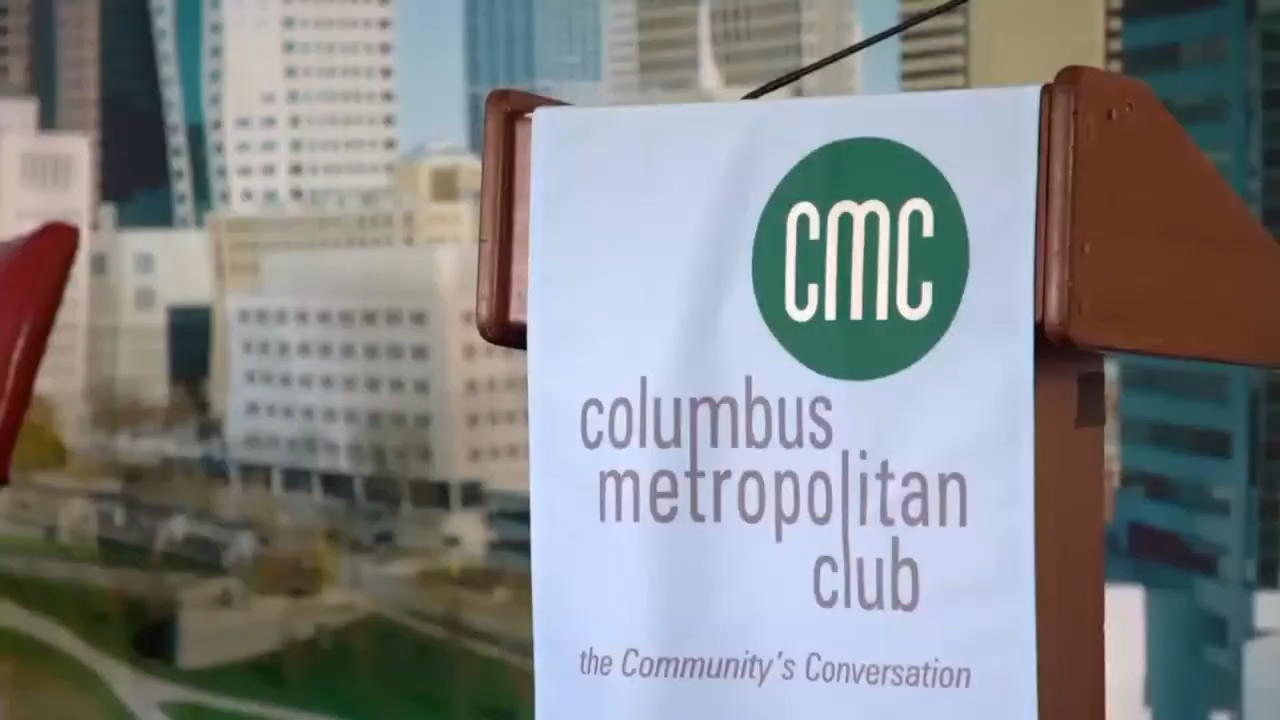 cmc
columbus
metropolitan
club
the Community's Conversation